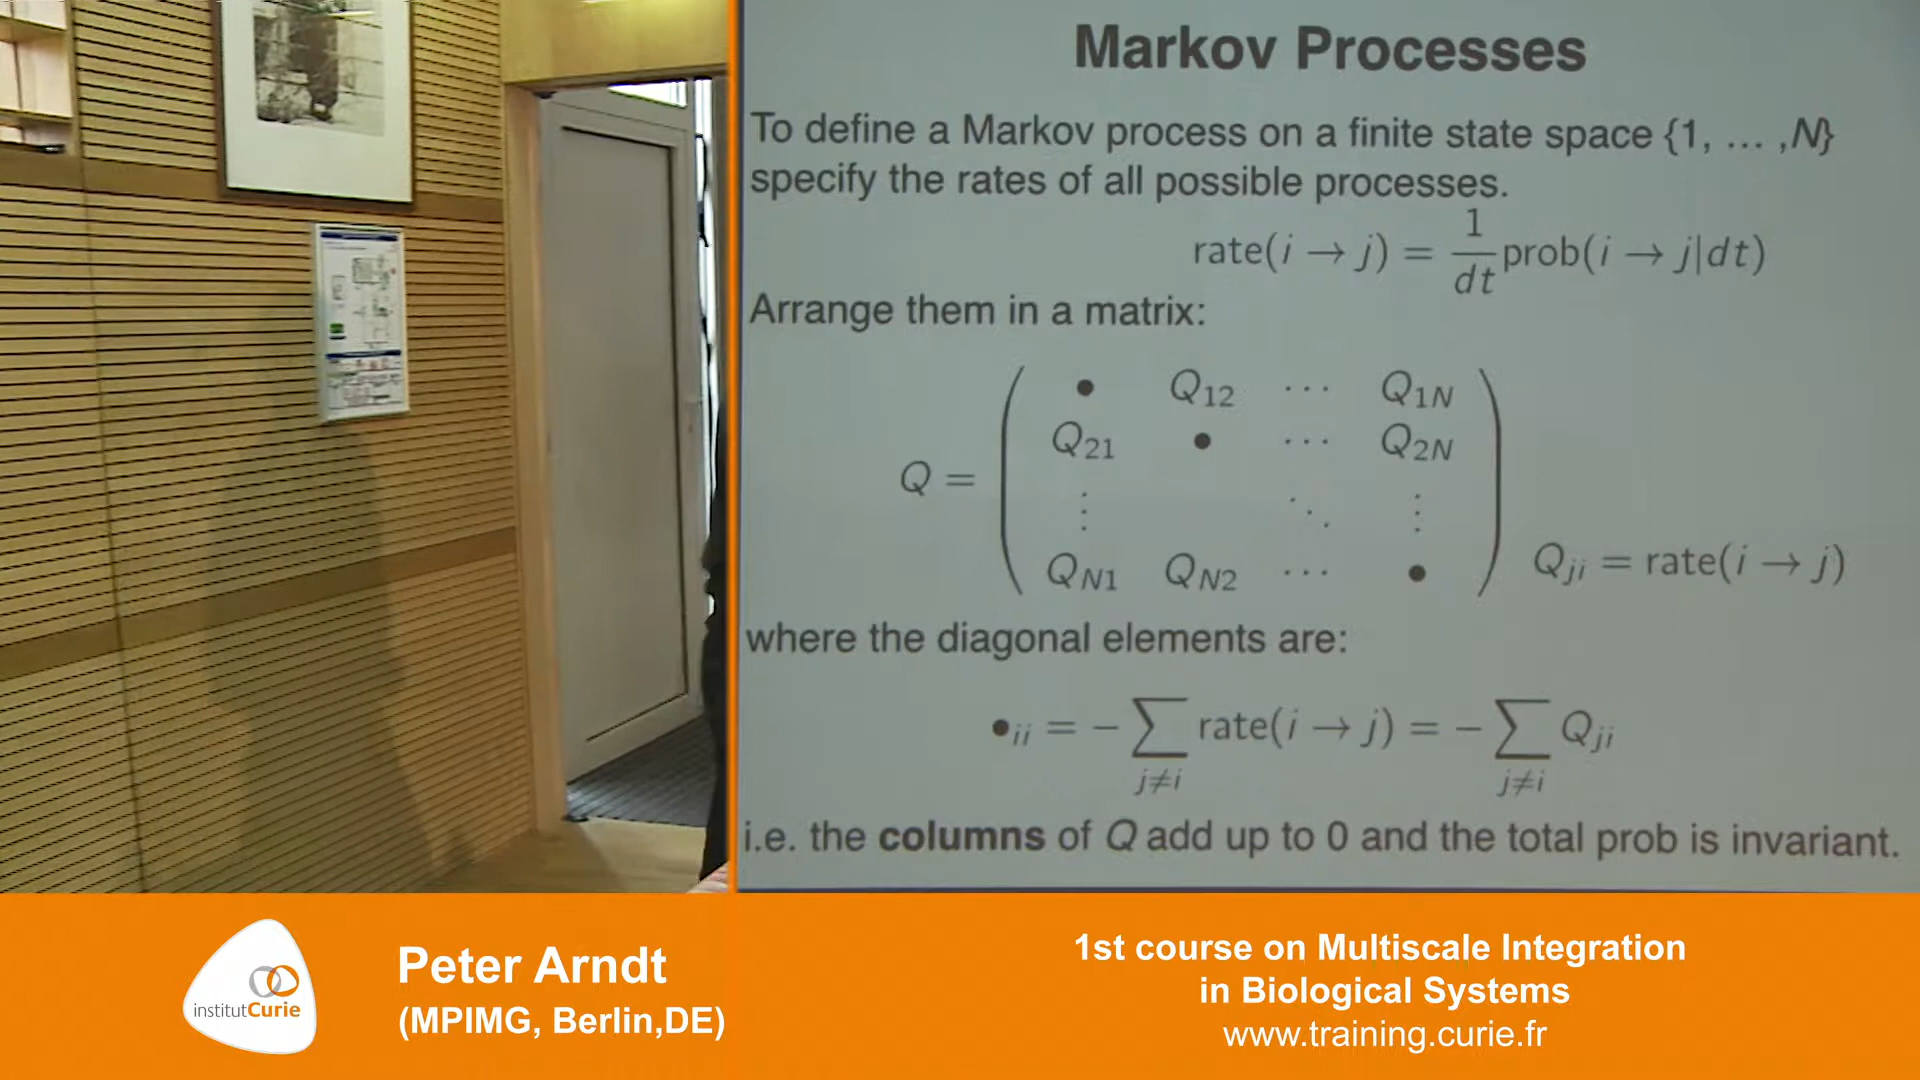 Markov Processes
To define a Markov process on a finite state space {1, … ,N}
specify the rates of all possible processes.
rate(i → j) = 1/dt prob(i → j|dt)
Arrange them in a matrix:
• Q₁₂ ⋯ Q₁N
Q₂₁ • ⋯ Q₂N
Q =
⋮ ⋱ ⋮
QN₁ QN₂ ⋯ •
Qji = rate(i → j)
where the diagonal elements are:
•ii = − ∑ j≠i rate(i → j) = − ∑ j≠i Qji
i.e. the columns of Q add up to 0 and the total prob is invariant.
institutCurie
Peter Arndt
(MPIMG, Berlin,DE)
1st course on Multiscale Integration
in Biological Systems
www.training.curie.fr